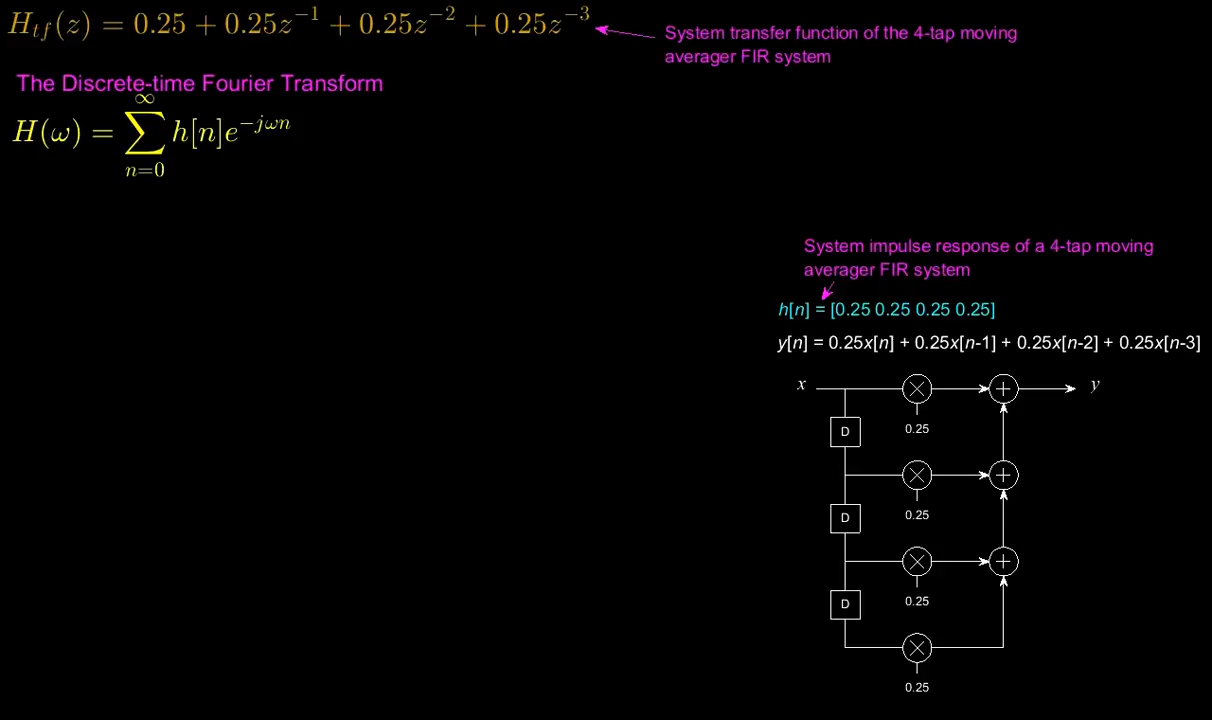 H_{tf}(z) = 0.25 + 0.25z^{-1} + 0.25z^{-2} + 0.25z^{-3}
System transfer function of the 4-tap moving
averager FIR system
The Discrete-time Fourier Transform
H(ω) = \sum_{n=0}^{∞} h[n]e^{-jωn}
System impulse response of a 4-tap moving
averager FIR system
h[n] = [0.25 0.25 0.25 0.25]
y[n] = 0.25x[n] + 0.25x[n-1] + 0.25x[n-2] + 0.25x[n-3]
x
y
0.25
D
0.25
D
0.25
D
0.25